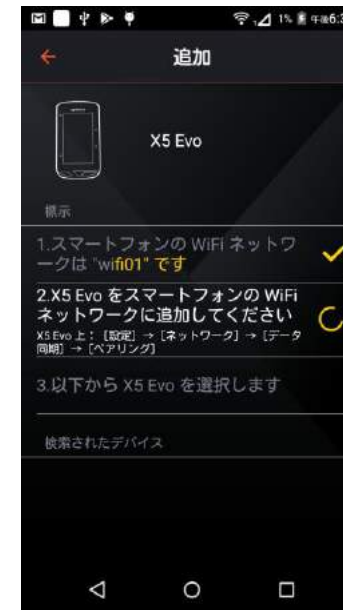 1% 午後6:3
追加
X5 Evo
標示
1.スマートフォンの WiFi ネットワ
ークは "wifi01" です
2.X5 Evo をスマートフォンの WiFi
ネットワークに追加してください
X5 Evo 上： [設定] → [ネットワーク] → [データ
同期] → [ペアリング]
3.以下から X5 Evo を選択します
検索されたデバイス